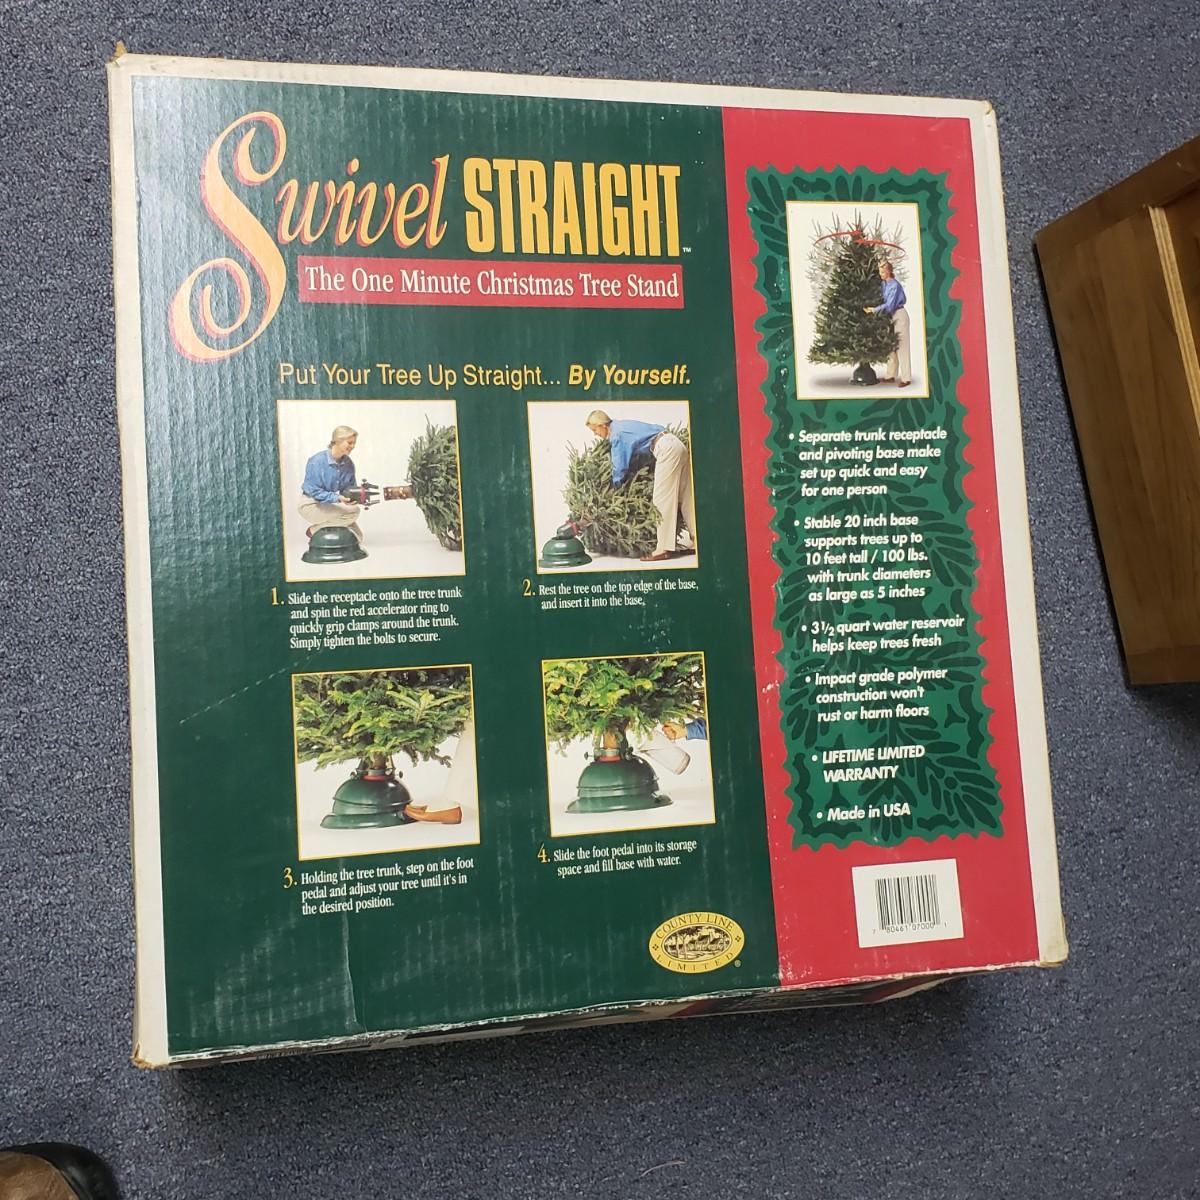 Swivel STRAIGHT™
The One Minute Christmas Tree Stand
Put Your Tree Up Straight... By Yourself.
1. Slide the receptacle onto the tree trunk
and spin the red accelerator ring to
quickly grip clamps around the trunk.
Simply tighten the bolts to secure.
2. Rest the tree on the top edge of the base,
and insert it into the base.
3. Holding the tree trunk, step on the foot
pedal and adjust your tree until it's in
the desired position.
4. Slide the foot pedal into its storage
space and fill base with water.
COUNTY LINE
LIMITED
®
• Separate trunk receptacle
and pivoting base make
set up quick and easy
for one person
• Stable 20 inch base
supports trees up to
10 feet tall / 100 lbs.
with trunk diameters
as large as 5 inches
• 3 1/2 quart water reservoir
helps keep trees fresh
• Impact grade polymer
construction won't
rust or harm floors
• LIFETIME LIMITED
WARRANTY
• Made in USA
7 80461 07000 1